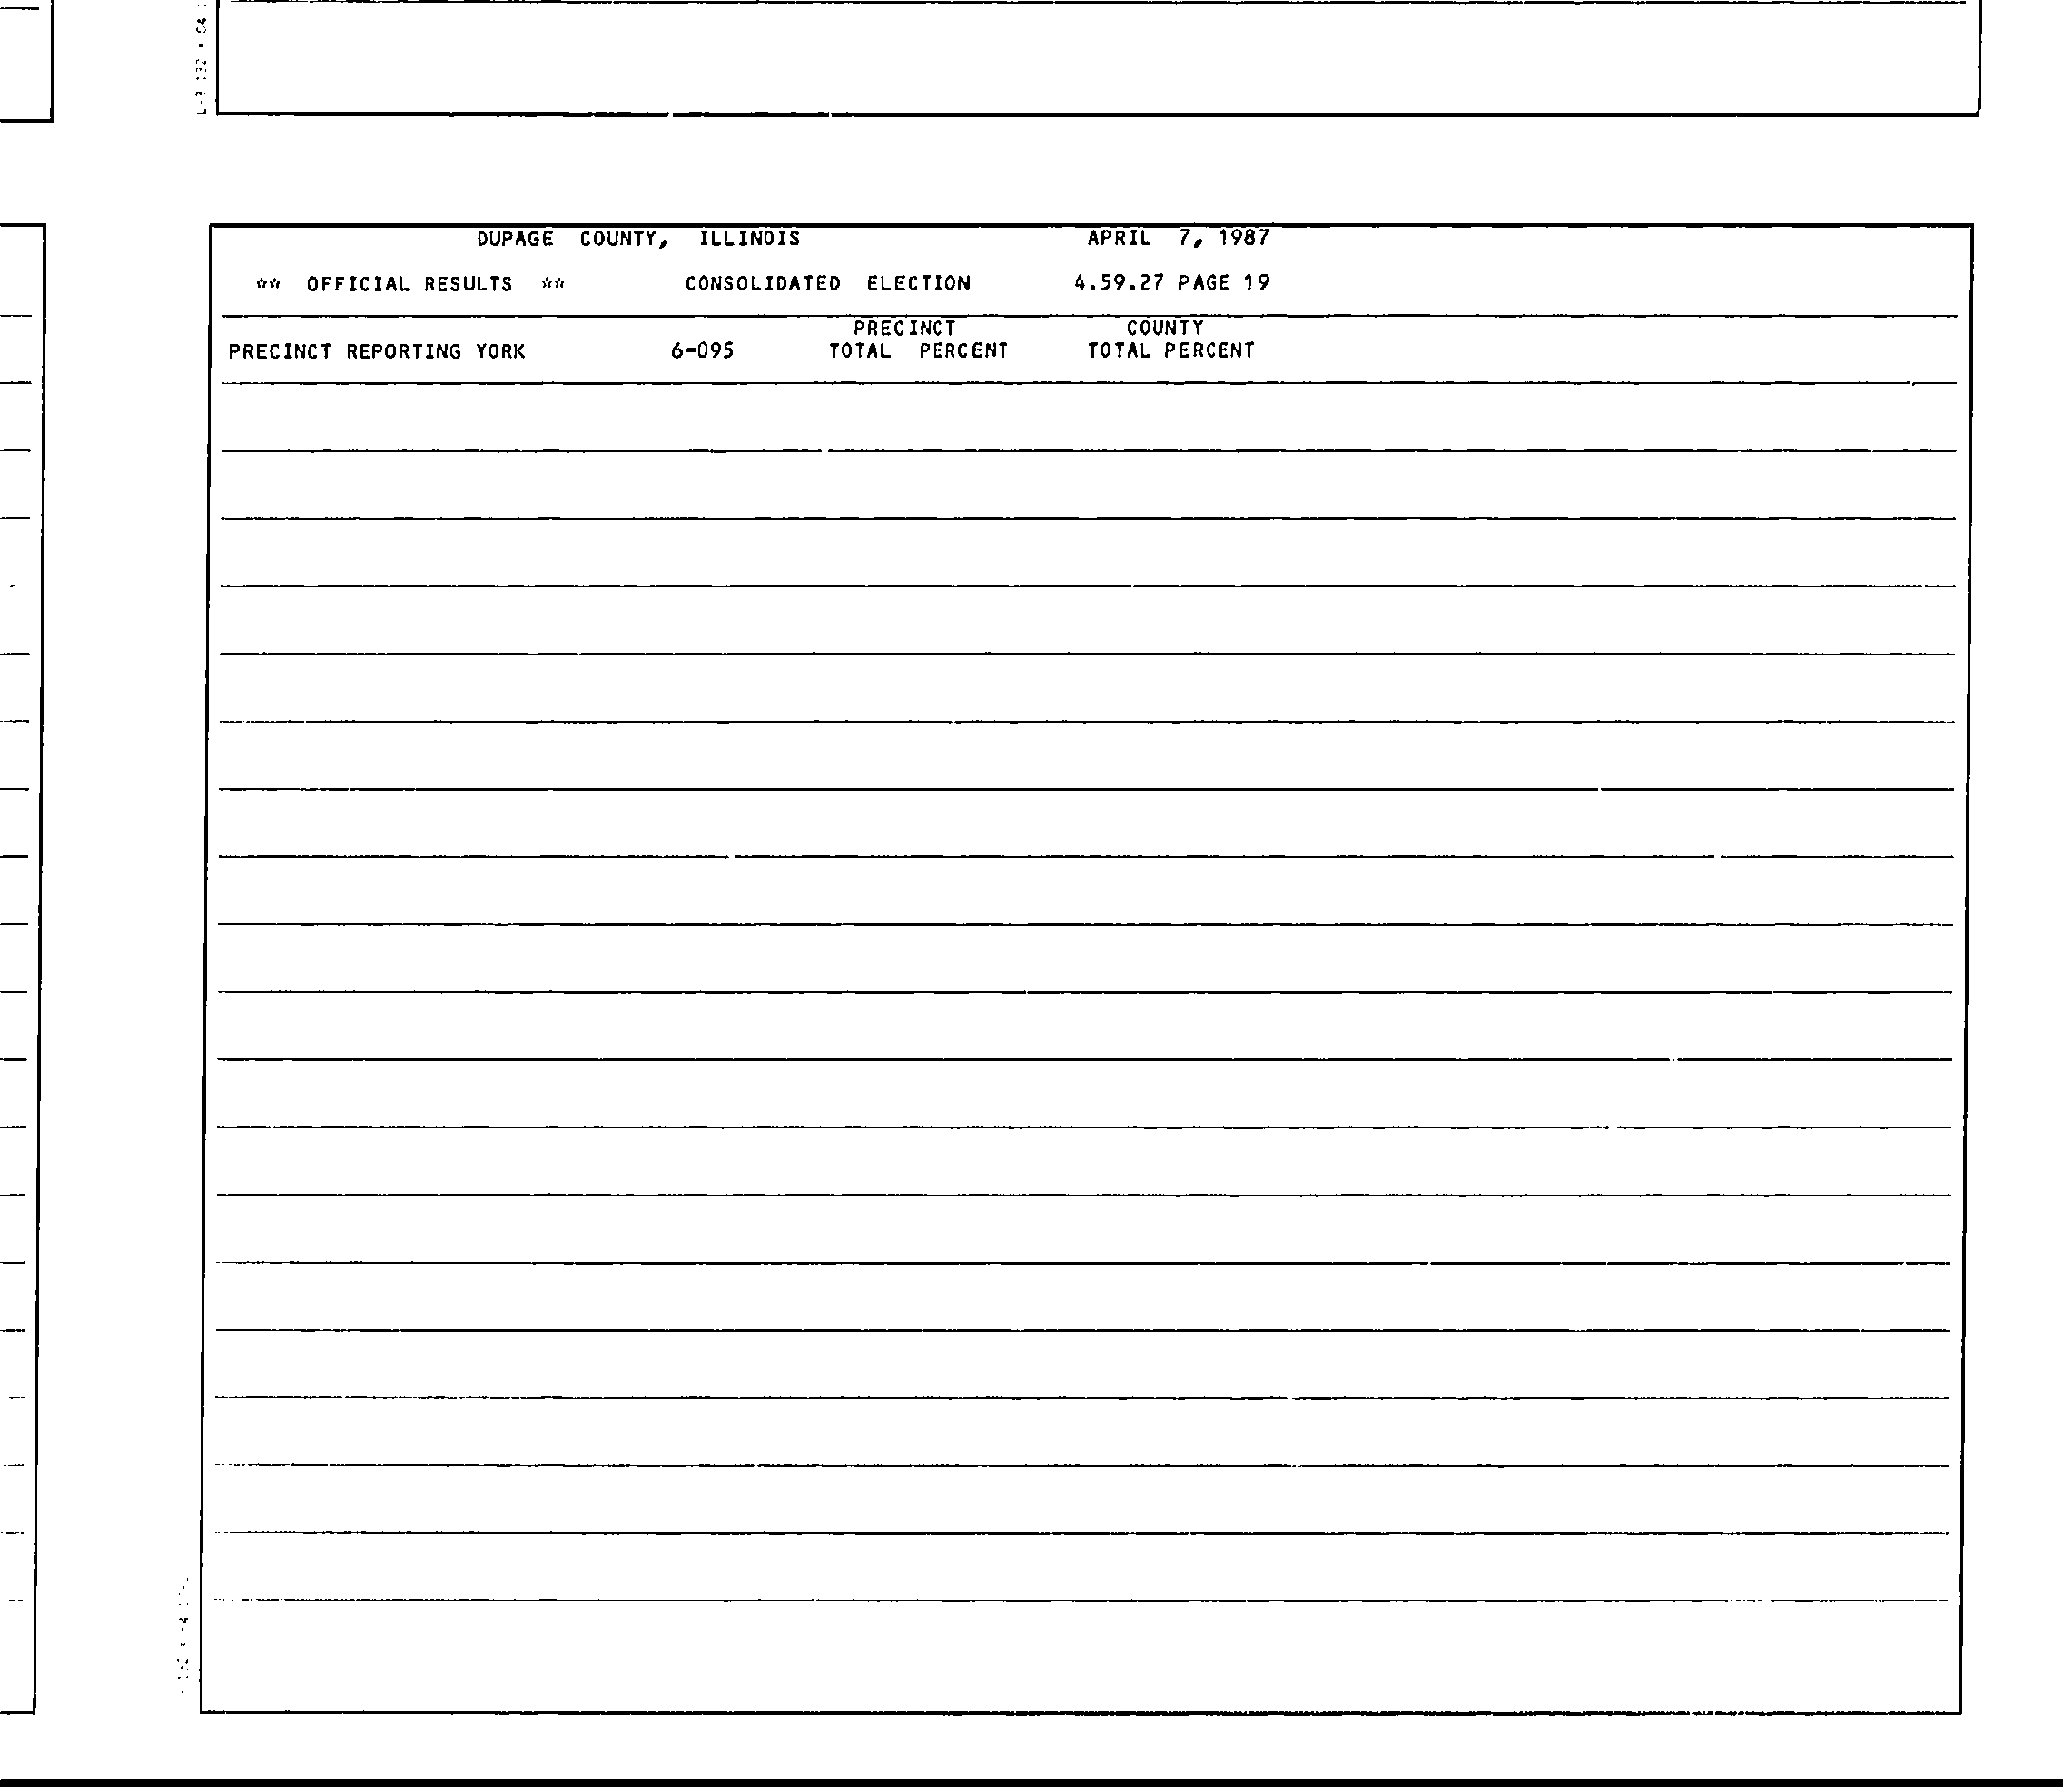 DUPAGE COUNTY, ILLINOIS APRIL 7, 1987
** OFFICIAL RESULTS ** CONSOLIDATED ELECTION 4.59.27 PAGE 19
PRECINCT COUNTY
PRECINCT REPORTING YORK 6-095 TOTAL PERCENT TOTAL PERCENT